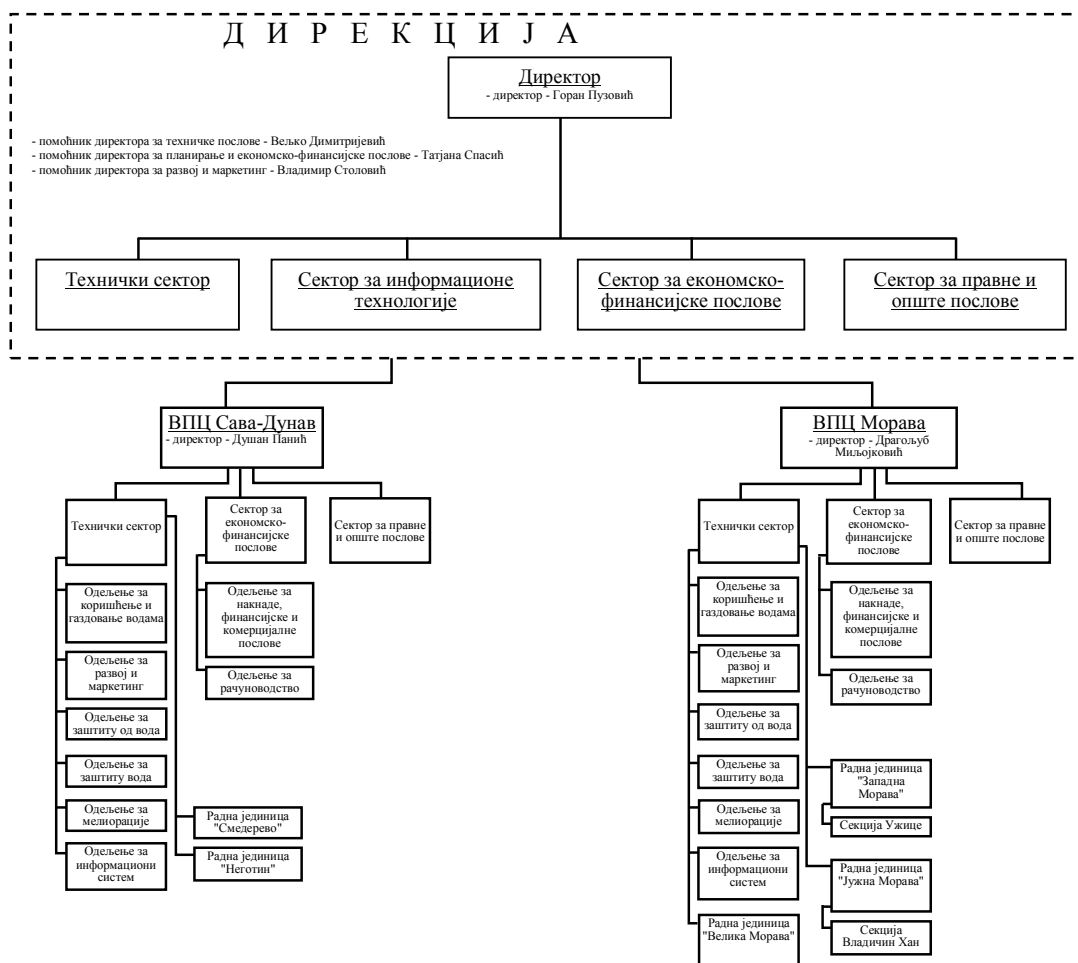 Д И Р Е К Ц И Ј А
Директор
- директор - Горан Пузовић
- помоћник директора за техничке послове - Вељко Димитријевић
- помоћник директора за планирање и економско-финансијске послове - Татјана Спасић
- помоћник директора за развој и маркетинг - Владимир Столовић
Технички сектор
Сектор за информационе
технологије
Сектор за економско-
финансијске послове
Сектор за правне и
опште послове
ВПЦ Сава-Дунав
- директор - Душан Панић
Технички сектор
Сектор за
економско-
финансијске
послове
Сектор за правне
и опште послове
Одељење за
коришћење и
газдовање водама
Одељење за
развој и
маркетинг
Одељење за
заштиту од вода
Одељење за
заштиту вода
Одељење за
мелиорације
Одељење за
информациони
систем
Одељење за
накнаде,
финансијске и
комерцијалне
послове
Одељење за
рачуноводство
Радна јединица
"Смедерево"
Радна јединица
"Неготин"
ВПЦ Морава
- директор - Драгољуб
Миљојковић
Технички сектор
Сектор за
економско-
финансијске
послове
Сектор за правне
и опште послове
Одељење за
коришћење и
газдовање водама
Одељење за
развој и
маркетинг
Одељење за
заштиту од вода
Одељење за
заштиту вода
Одељење за
мелиорације
Одељење за
информациони
систем
Радна јединица
"Велика Морава"
Одељење за
накнаде,
финансијске и
комерцијалне
послове
Одељење за
рачуноводство
Радна јединица
"Западна
Морава"
Секција Ужице
Радна јединица
"Јужна Морава"
Секција
Владичин Хан